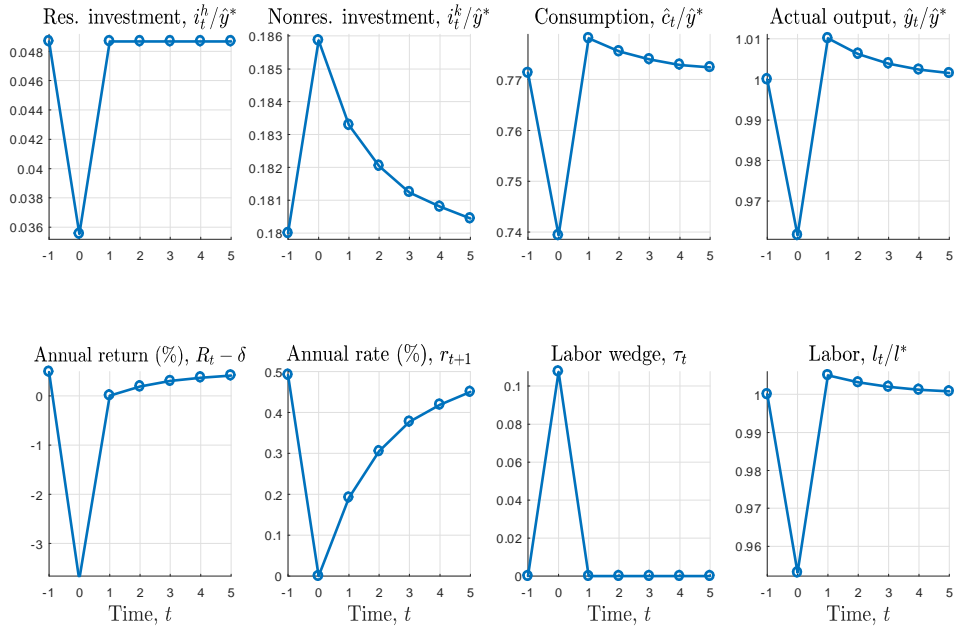 Res. investment, i_t^h/ŷ*
0.048
0.046
0.044
0.042
0.04
0.038
0.036
-1 0 1 2 3 4 5
Nonres. investment, i_t^k/ŷ*
0.186
0.185
0.184
0.183
0.182
0.181
0.18
-1 0 1 2 3 4 5
Consumption, ĉ_t/ŷ*
0.77
0.76
0.75
0.74
-1 0 1 2 3 4 5
Actual output, ŷ_t/ŷ*
1.01
1
0.99
0.98
0.97
-1 0 1 2 3 4 5
Annual return (%), R_t − δ
0
-1
-2
-3
-1 0 1 2 3 4 5
Time, t
Annual rate (%), r_{t+1}
0.5
0.4
0.3
0.2
0.1
0
-1 0 1 2 3 4 5
Time, t
Labor wedge, τ_t
0.1
0.08
0.06
0.04
0.02
0
-1 0 1 2 3 4 5
Time, t
Labor, l_t/l*
1
0.99
0.98
0.97
0.96
-1 0 1 2 3 4 5
Time, t